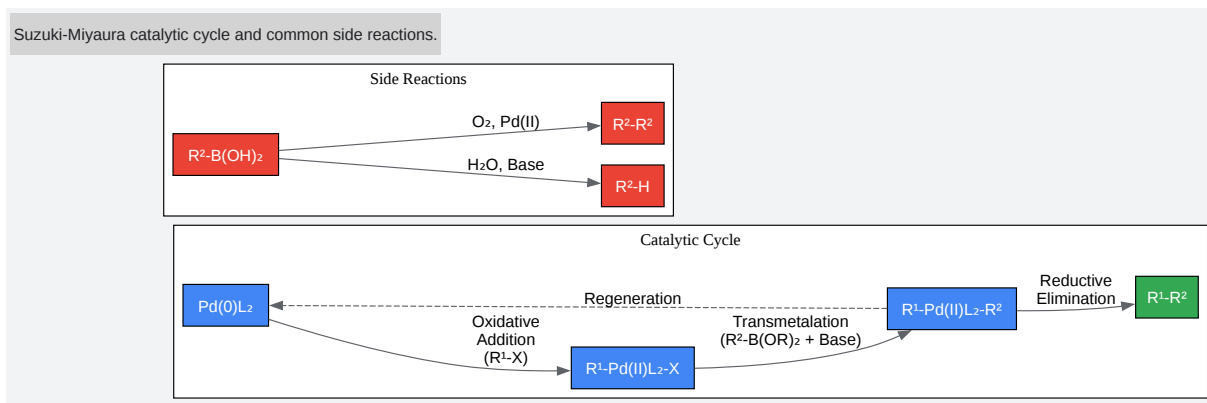 Suzuki-Miyaura catalytic cycle and common side reactions.
Side Reactions
O₂, Pd(II)
R²-R²
R²-B(OH)₂
H₂O, Base
R²-H
Catalytic Cycle
Pd(0)L₂
Regeneration
Oxidative
Addition
(R¹-X)
R¹-Pd(II)L₂-X
Transmetalation
(R²-B(OR)₂ + Base)
R¹-Pd(II)L₂-R²
Reductive
Elimination
R¹-R²